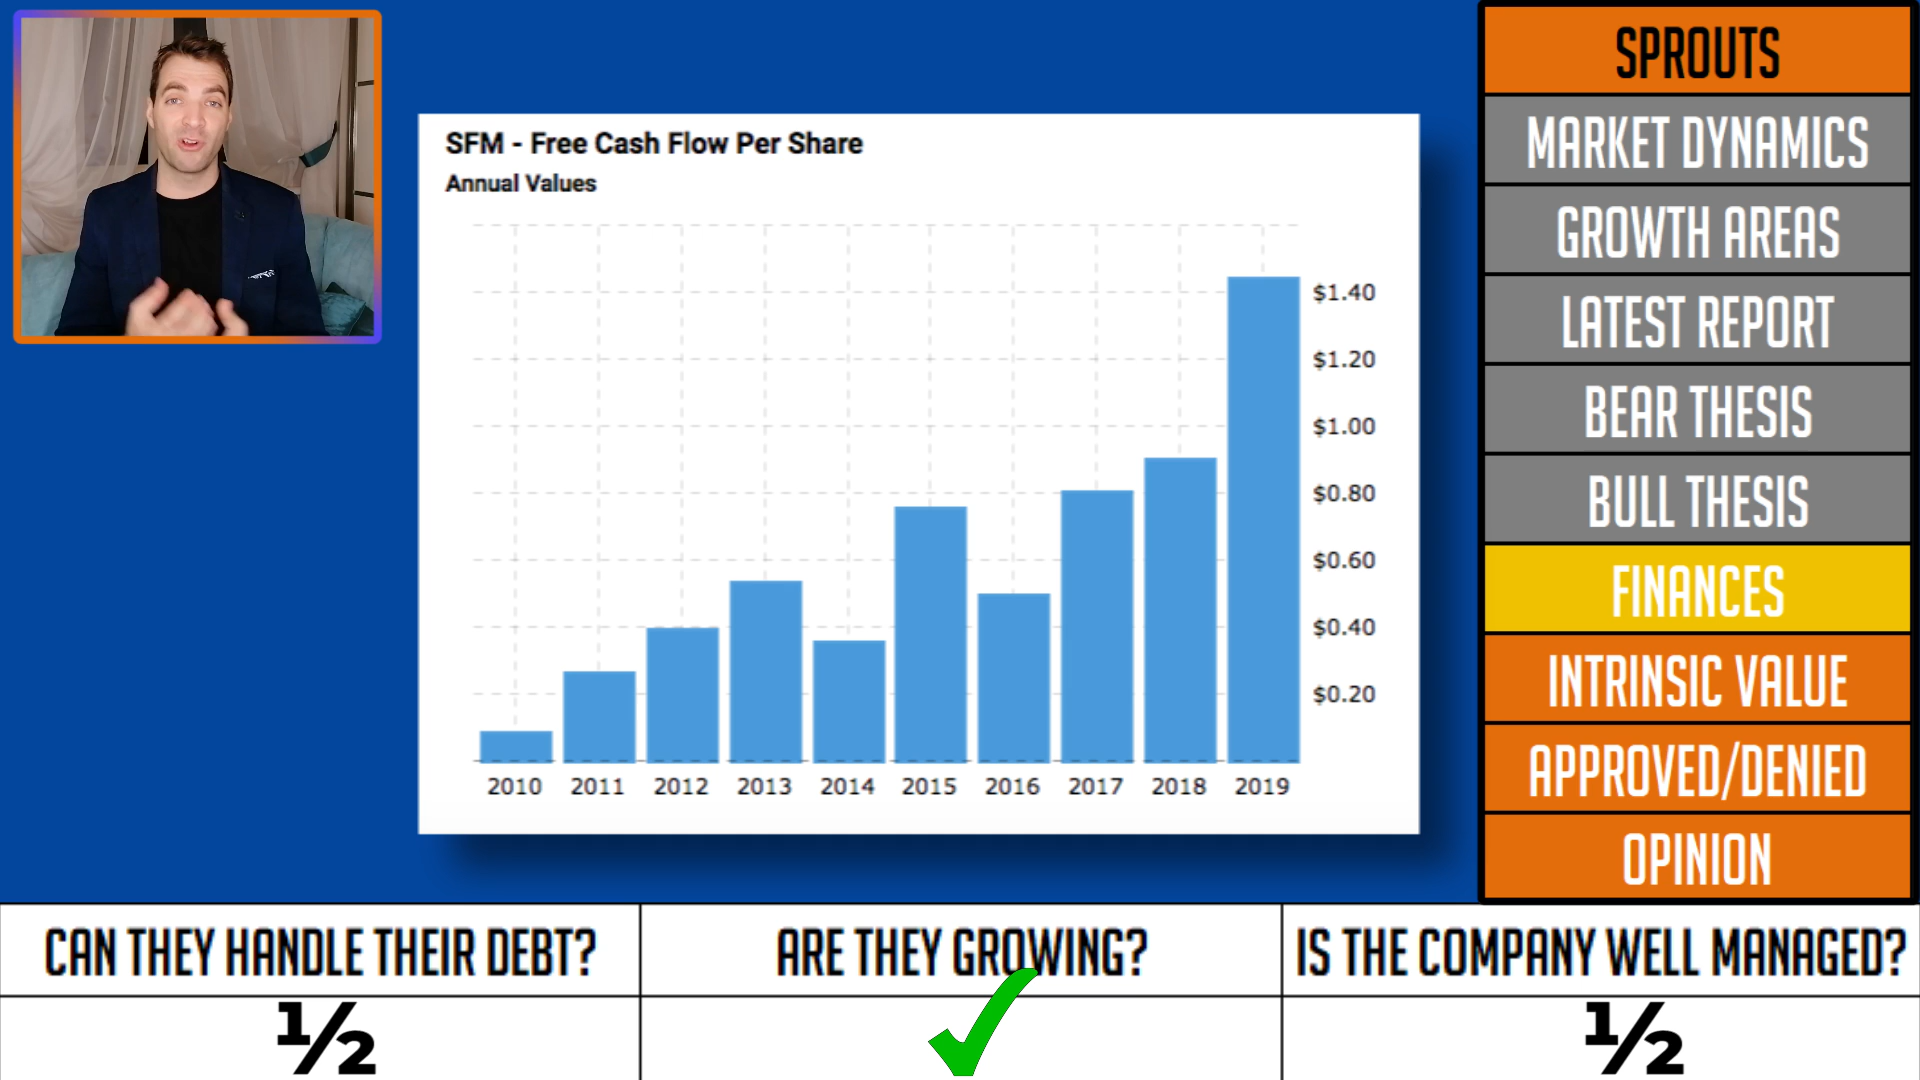 SPROUTS
MARKET DYNAMICS
GROWTH AREAS
LATEST REPORT
BEAR THESIS
BULL THESIS
FINANCES
INTRINSIC VALUE
APPROVED/DENIED
OPINION
SFM - Free Cash Flow Per Share
Annual Values
$1.40
$1.20
$1.00
$0.80
$0.60
$0.40
$0.20
2010 2011 2012 2013 2014 2015 2016 2017 2018 2019
CAN THEY HANDLE THEIR DEBT? ARE THEY GROWING? IS THE COMPANY WELL MANAGED?
½ ½